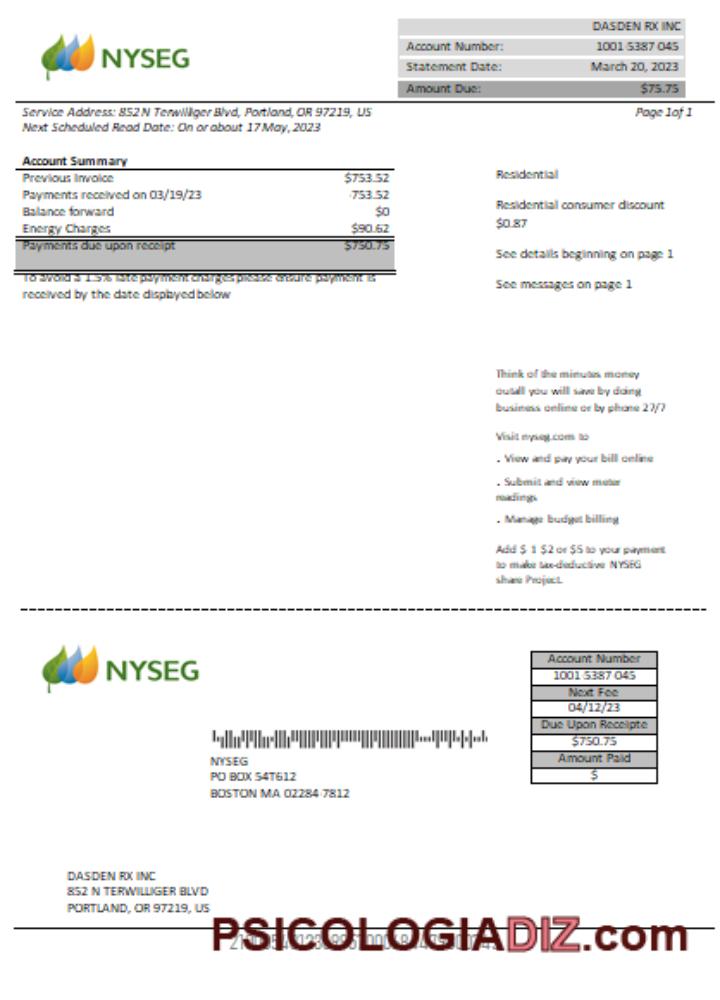 NYSEG
DASDEN RX INC
Account Number: 1001 5387 045
Statement Date: March 20, 2023
Amount Due: $75.75
Service Address: 852 N Terwilliger Blvd, Portland, OR 97219, US
Page 1of 1
Next Scheduled Read Date: On or about 17 May, 2023
Account Summary
Previous Invoice $753.52
Payments received on 03/19/23 -753.52
Balance forward $0
Energy Charges $90.62
Payments due upon receipt $750.75
To avoid a 1.5% late payment charges please ensure payment is
received by the date displayed below
Residential
Residential consumer discount
$0.87
See details beginning on page 1
See messages on page 1
Think of the minutes money
outall you will save by doing
business online or by phone 27/7
Visit nyseg.com to
. View and pay your bill online
. Submit and view meter
readings
. Manage budget billing
Add $ 1 $2 or $5 to your payment
to make tax-deductive NYSEG
share Project.
NYSEG
Account Number
1001 5387 045
Next Fee
04/12/23
Due Upon Receipte
$750.75
Amount Paid
$
NYSEG
PO BOX 54T612
BOSTON MA 02284 7812
DASDEN RX INC
852 N TERWILLIGER BLVD
PORTLAND, OR 97219, US
PSICOLOGIADIZ.com